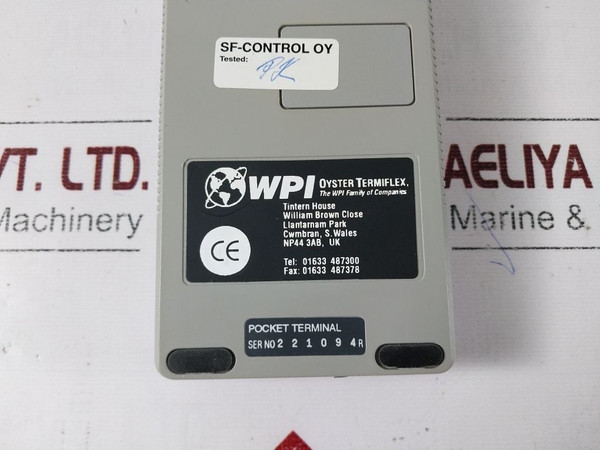 SF-CONTROL OY
Tested:
WPI OYSTER TERMIFLEX,
The WPI Family of Companies
Tintern House
William Brown Close
Llantarnam Park
Cwmbran, S.Wales
NP44 3AB, UK
Tel: 01633 487300
Fax: 01633 487378
CE
POCKET TERMINAL
SER NO 2 2 1 0 9 4 R
VT. LTD.
Machinery
AELIYA
Marine &